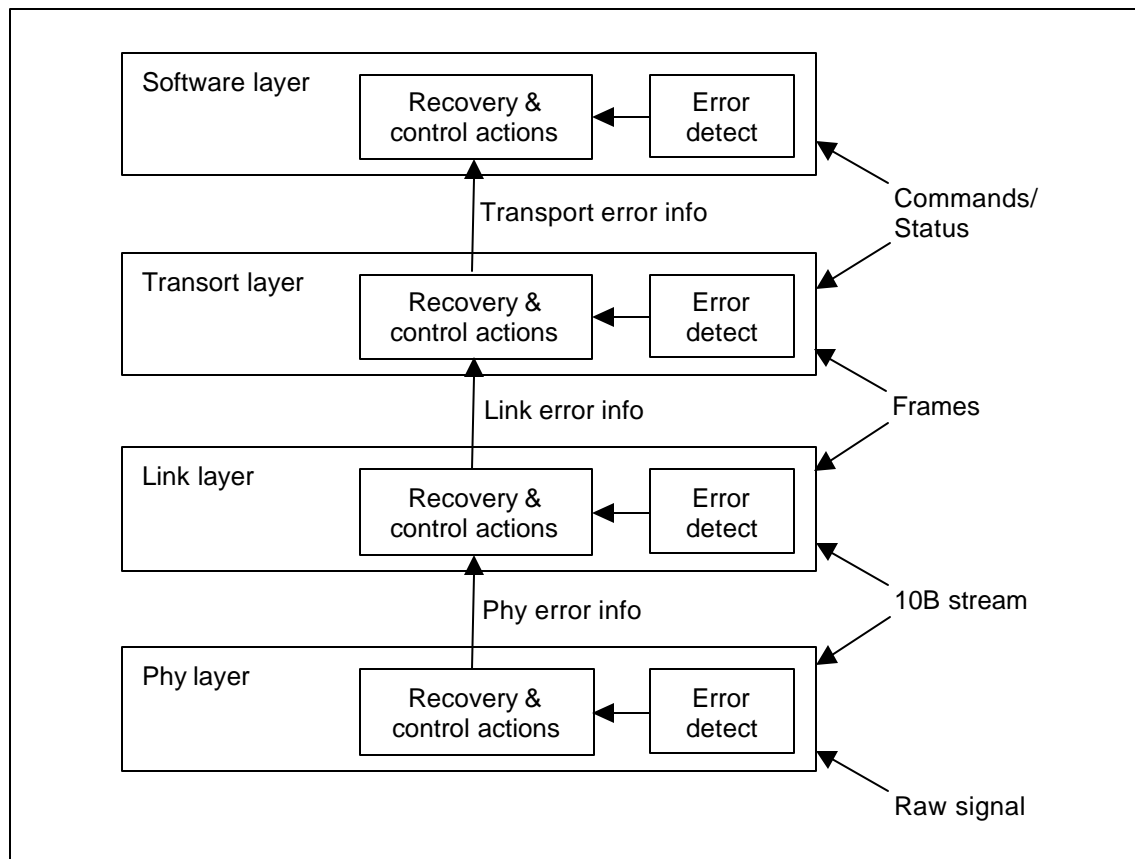 Software layer
Recovery &
control actions
Error
detect
Commands/
Status
Transport error info
Transort layer
Recovery &
control actions
Error
detect
Frames
Link error info
Link layer
Recovery &
control actions
Error
detect
10B stream
Phy error info
Phy layer
Recovery &
control actions
Error
detect
Raw signal